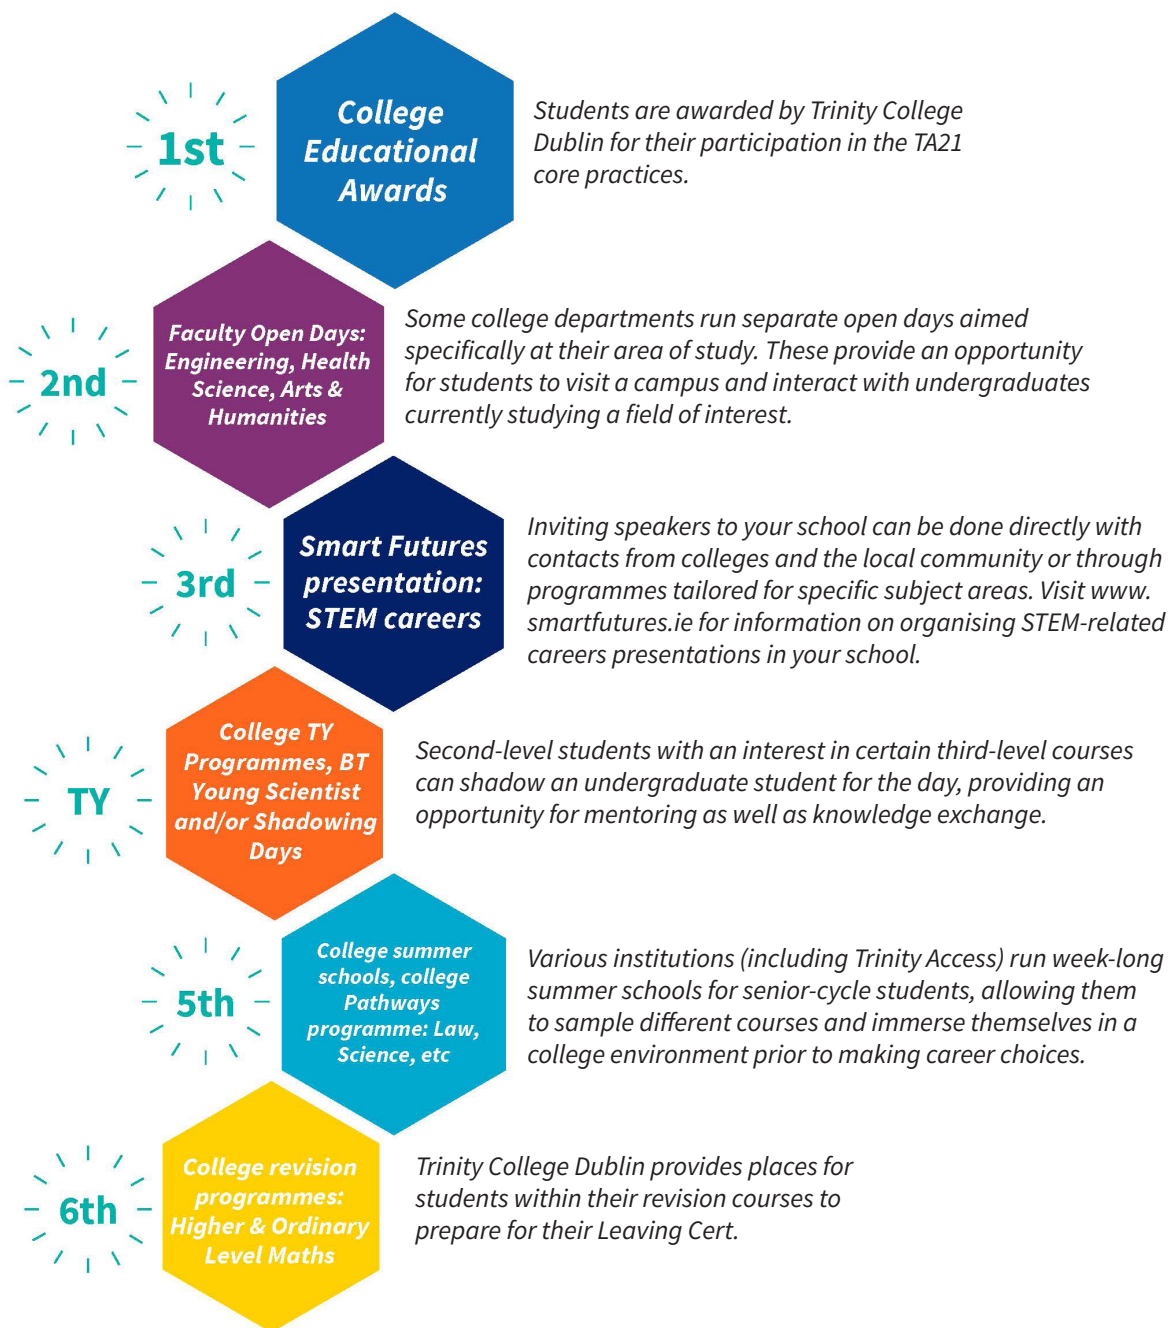 1st
College
Educational
Awards
Students are awarded by Trinity College
Dublin for their participation in the TA21
core practices.
2nd
Faculty Open Days:
Engineering, Health
Science, Arts &
Humanities
Some college departments run separate open days aimed
specifically at their area of study. These provide an opportunity
for students to visit a campus and interact with undergraduates
currently studying a field of interest.
3rd
Smart Futures
presentation:
STEM careers
Inviting speakers to your school can be done directly with
contacts from colleges and the local community or through
programmes tailored for specific subject areas. Visit www.
smartfutures.ie for information on organising STEM-related
careers presentations in your school.
TY
College TY
Programmes, BT
Young Scientist
and/or Shadowing
Days
Second-level students with an interest in certain third-level courses
can shadow an undergraduate student for the day, providing an
opportunity for mentoring as well as knowledge exchange.
5th
College summer
schools, college
Pathways
programme: Law,
Science, etc
Various institutions (including Trinity Access) run week-long
summer schools for senior-cycle students, allowing them
to sample different courses and immerse themselves in a
college environment prior to making career choices.
6th
College revision
programmes:
Higher & Ordinary
Level Maths
Trinity College Dublin provides places for
students within their revision courses to
prepare for their Leaving Cert.